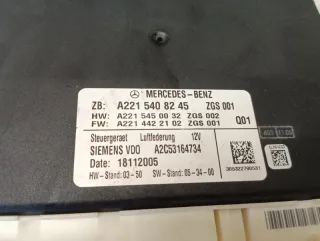 MERCEDES-BENZ
ZB: A221 540 82 45 ZGS 001
HW: A221 545 00 32 ZGS 002
FW: A221 442 21 02 ZGS 001 Q01
Steuergeraet Luftfederung 12V
SIEMENS VDO A2C53164734
Date: 18112005
HW-Stand: 03-50 SW-Stand: 05-34-00